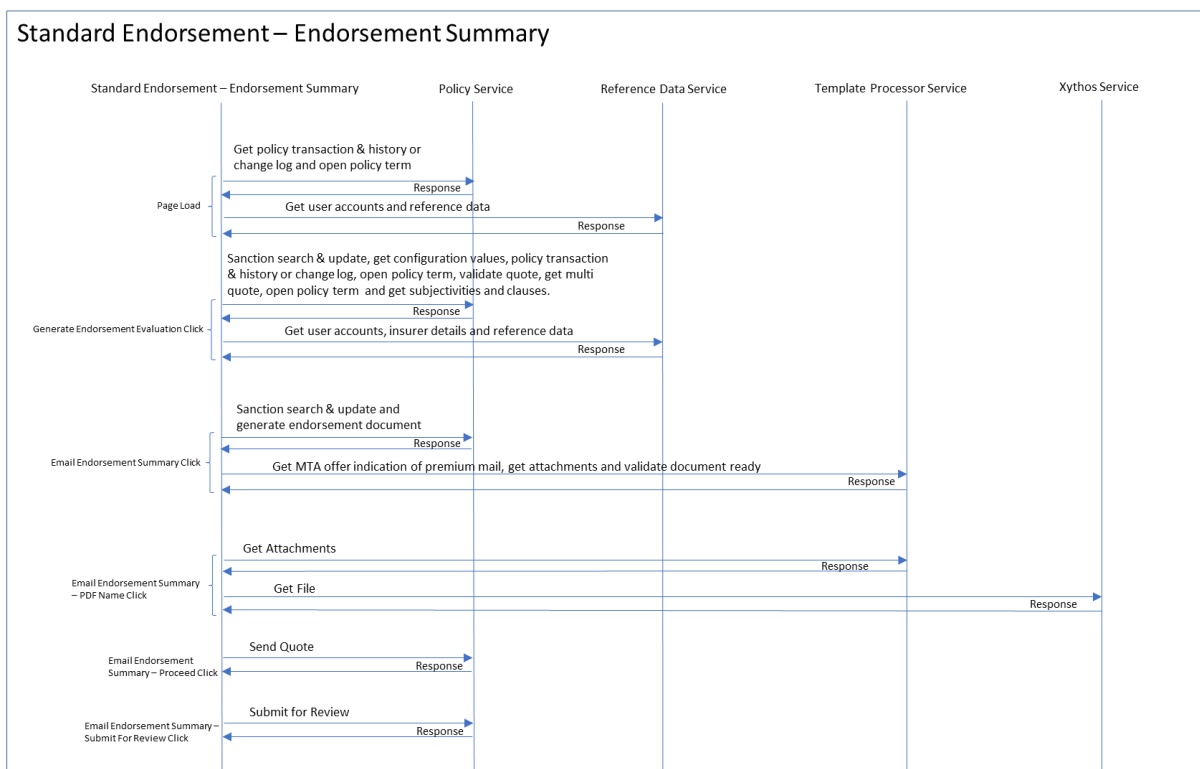 Standard Endorsement – Endorsement Summary
Standard Endorsement – Endorsement Summary
Policy Service
Reference Data Service
Template Processor Service
Xythos Service
Get policy transaction & history or
change log and open policy term
Response
Page Load
Get user accounts and reference data
Response
Sanction search & update, get configuration values, policy transaction
& history or change log, open policy term, validate quote, get multi
quote, open policy term and get subjectivities and clauses.
Response
Generate Endorsement Evaluation Click
Get user accounts, insurer details and reference data
Response
Sanction search & update and
generate endorsement document
Response
Email Endorsement Summary Click
Get MTA offer indication of premium mail, get attachments and validate document ready
Response
Get Attachments
Response
Email Endorsement Summary
– PDF Name Click
Get File
Response
Send Quote
Email Endorsement
Summary – Proceed Click
Response
Submit for Review
Email Endorsement Summary –
Submit For Review Click
Response